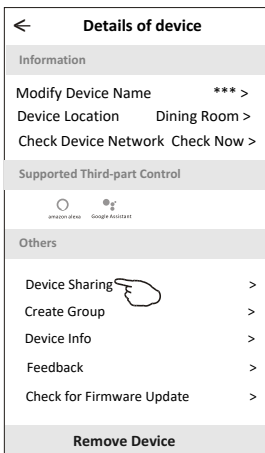 ← Details of device
Information
Modify Device Name *** >
Device Location Dining Room >
Check Device Network Check Now >
Supported Third-part Control
amazon alexa Google Assistant
Others
Device Sharing >
Create Group >
Device Info >
Feedback >
Check for Firmware Update >
Remove Device